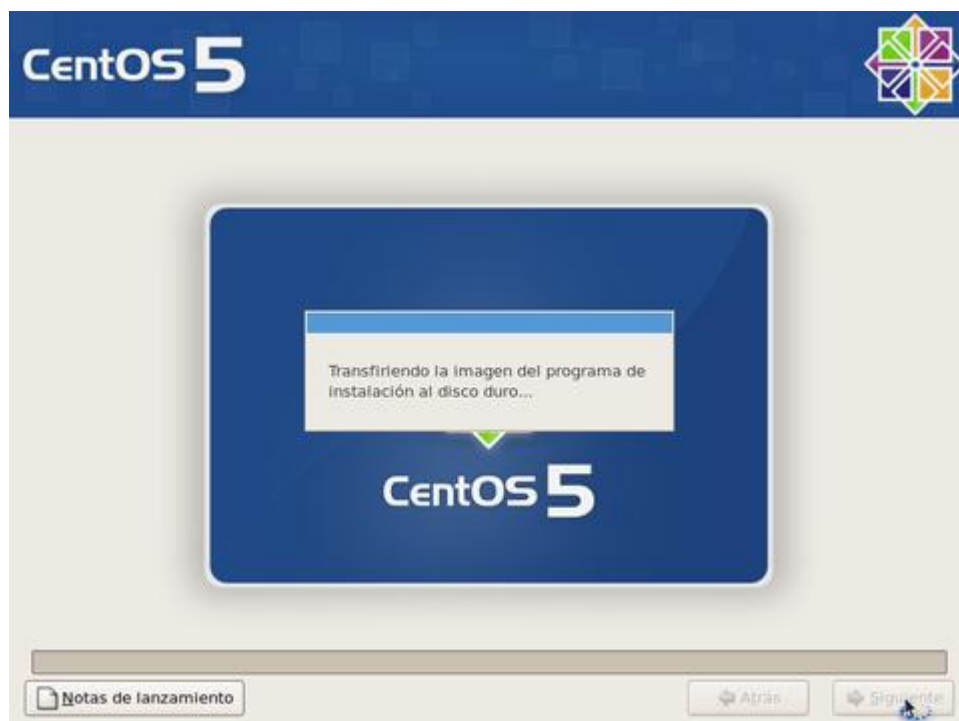 CentOS 5
Transfiriendo la imagen del programa de
instalación al disco duro...
CentOS 5
Notas de lanzamiento
Atrás
Siguiente